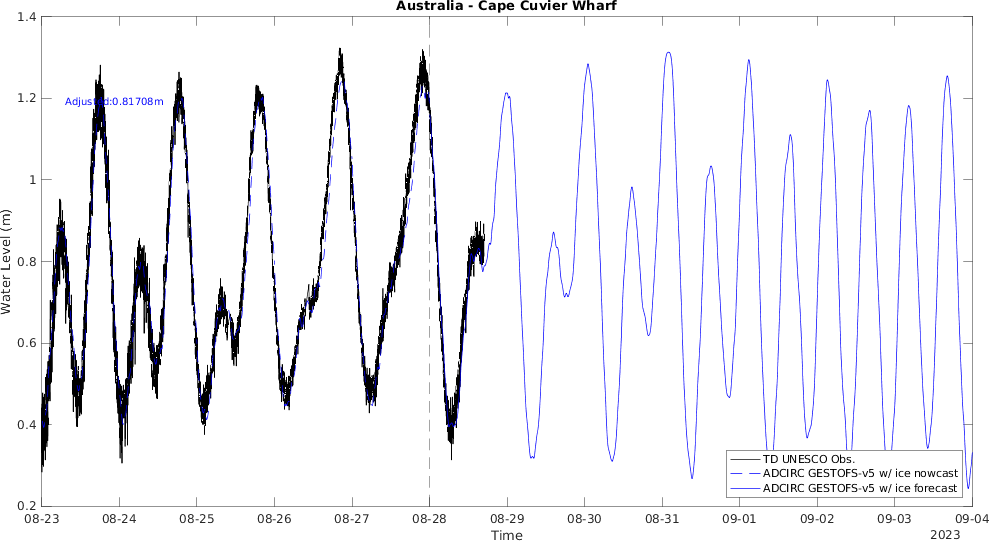 Australia - Cape Cuvier Wharf
Water Level (m)
1.4
1.2
1
0.8
0.6
0.4
0.2
Adjusted:0.81708m
TD UNESCO Obs.
ADCIRC GESTOFS-v5 w/ ice nowcast
ADCIRC GESTOFS-v5 w/ ice forecast
08-23 08-24 08-25 08-26 08-27 08-28 08-29 08-30 08-31 09-01 09-02 09-03 09-04
Time
2023